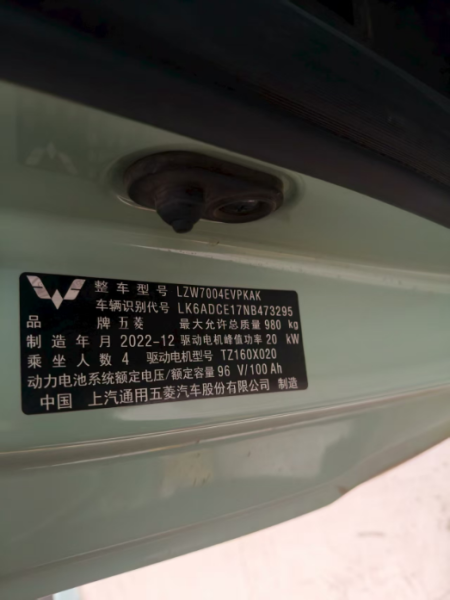 整车型号 LZW7004EVPKAK
车辆识别代号 LK6ADCE17NB473295
品牌 五菱 最大允许总质量 980 kg
制造年月 2022-12 驱动电机峰值功率 20 kW
乘坐人数 4 驱动电机型号 TZ160X020
动力电池系统额定电压/额定容量 96 V/100 Ah
中国 上汽通用五菱汽车股份有限公司 制造